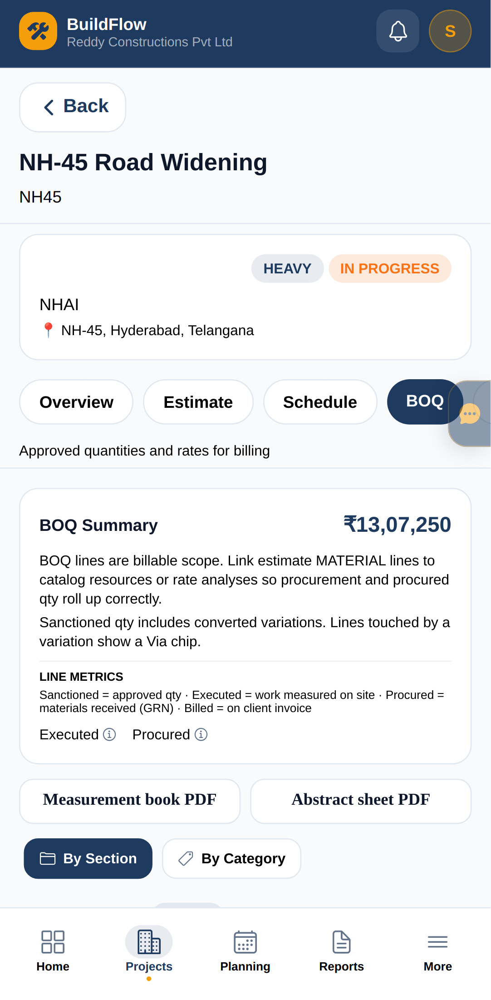 BuildFlow
Reddy Constructions Pvt Ltd
S
Back
NH-45 Road Widening
NH45
HEAVY
IN PROGRESS
NHAI
📍 NH-45, Hyderabad, Telangana
Overview
Estimate
Schedule
BOQ
Approved quantities and rates for billing
BOQ Summary
₹13,07,250
BOQ lines are billable scope. Link estimate MATERIAL lines to
catalog resources or rate analyses so procurement and procured
qty roll up correctly.
Sanctioned qty includes converted variations. Lines touched by a
variation show a Via chip.
LINE METRICS
Sanctioned = approved qty · Executed = work measured on site · Procured =
materials received (GRN) · Billed = on client invoice
Executed
Procured
Measurement book PDF
Abstract sheet PDF
By Section
By Category
Home
Projects
Planning
Reports
More